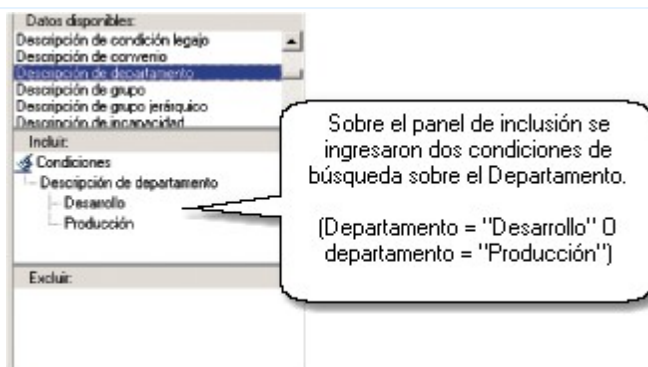 Datos disponibles:
Descripción de condición legajo
Descripción de convenio
Descripción de departamento
Descripción de grupo
Descripción de grupo jerárquico
Descripción de incapacidad
Incluir:
Condiciones
Descripción de departamento
Desarrollo
Producción
Excluir:
Sobre el panel de inclusión se
ingresaron dos condiciones de
búsqueda sobre el Departamento.
(Departamento = "Desarrollo" O
departamento = "Producción")